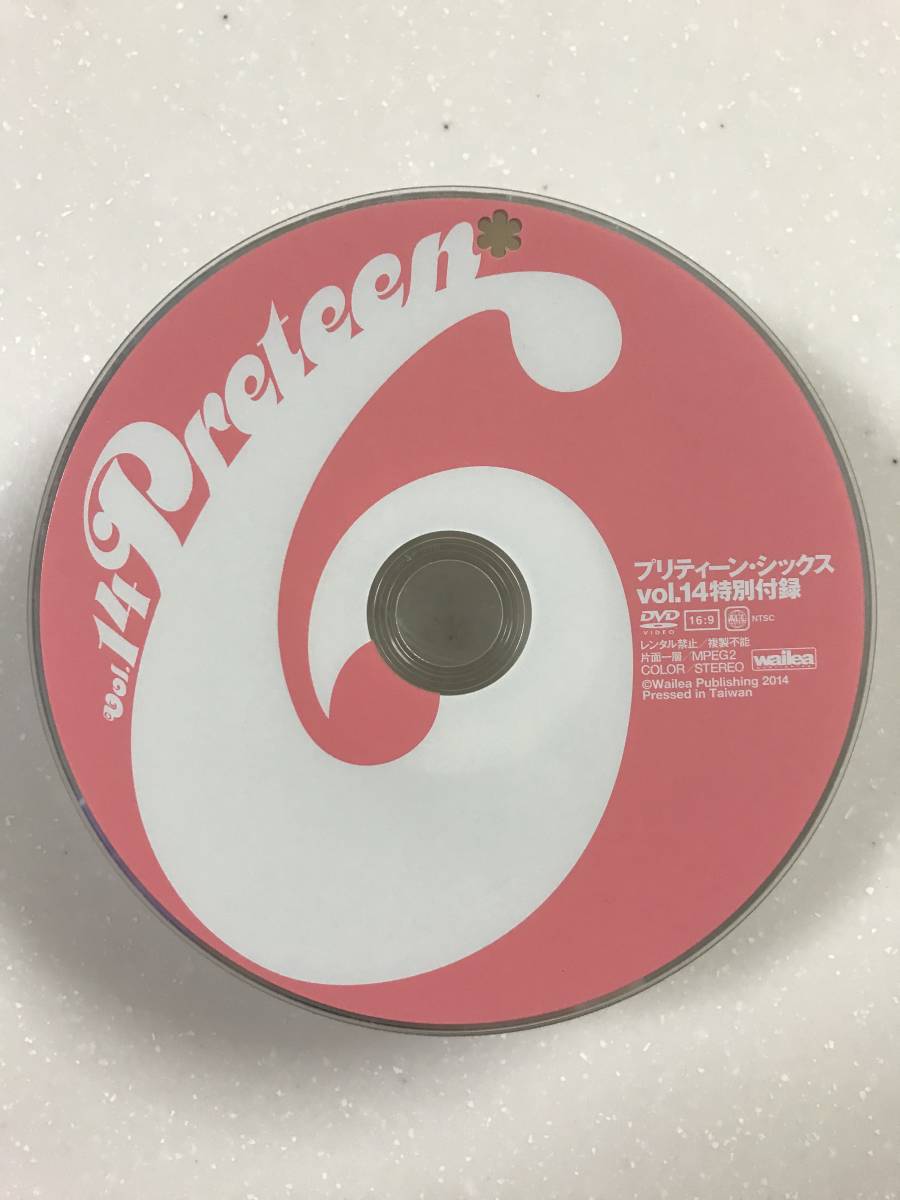 Preteen*
vol.14
プリティーン・シックス
vol.14特別付録
DVD
VIDEO
16:9
ALL
NTSC
レンタル禁止／複製不能
片面一層／MPEG2
COLOR／STEREO
wailea
©Wailea Publishing 2014
Pressed in Taiwan